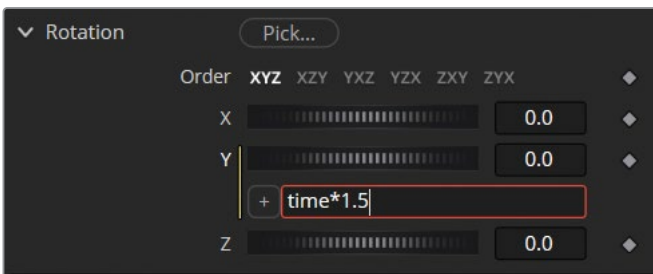 Rotation Pick...
Order XYZ XZY YXZ YZX ZXY ZYX
X 0.0
Y 0.0
+ time*1.5
Z 0.0